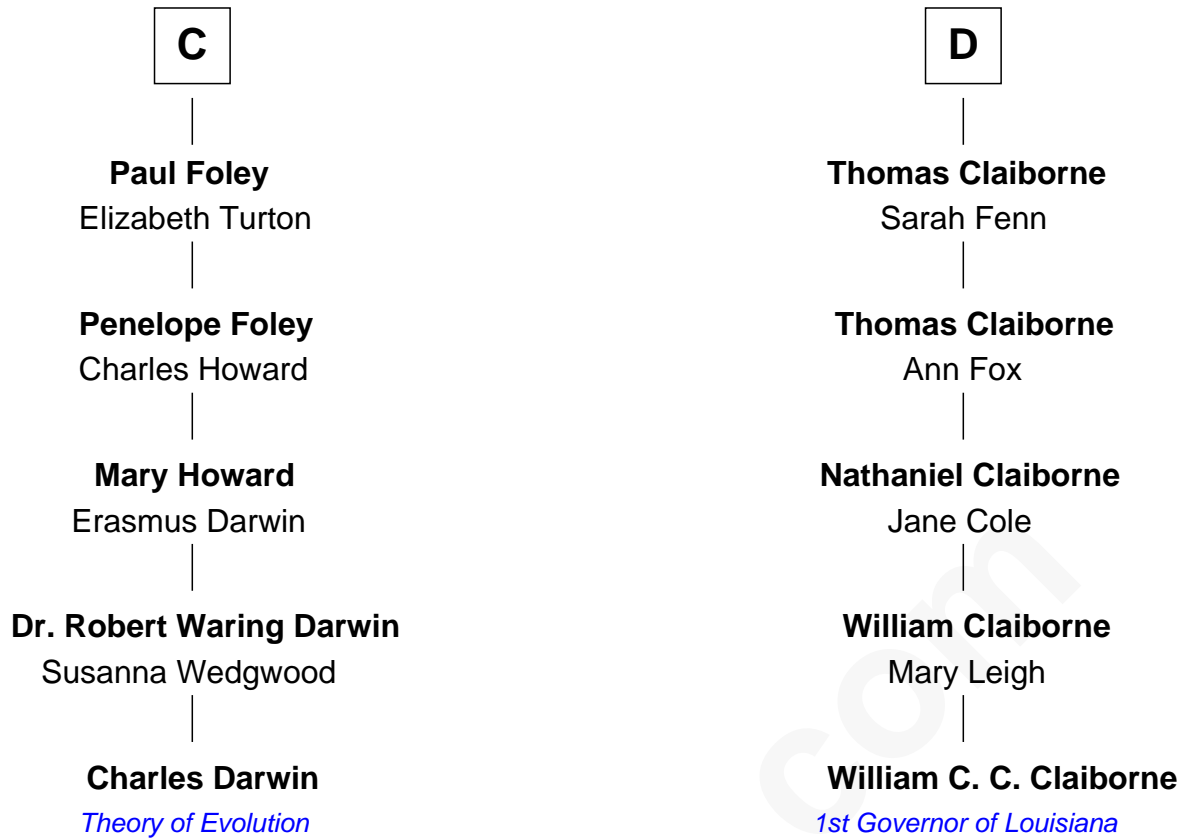 C
Paul Foley
Elizabeth Turton
Penelope Foley
Charles Howard
Mary Howard
Erasmus Darwin
Dr. Robert Waring Darwin
Susanna Wedgwood
Charles Darwin
Theory of Evolution
D
Thomas Claiborne
Sarah Fenn
Thomas Claiborne
Ann Fox
Nathaniel Claiborne
Jane Cole
William Claiborne
Mary Leigh
William C. C. Claiborne
1st Governor of Louisiana
com